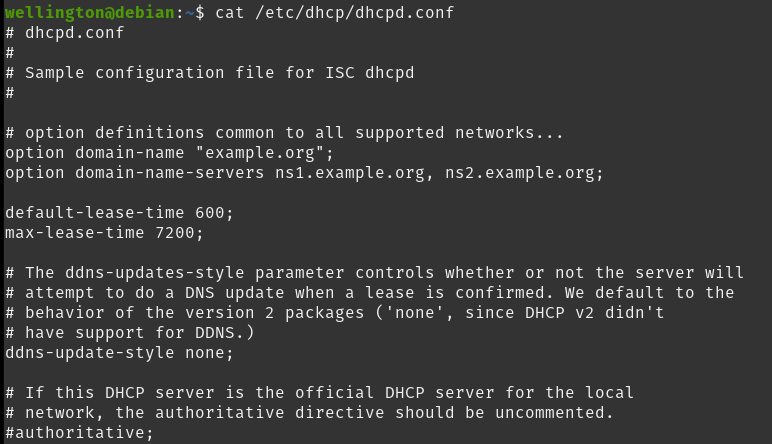 wellington@debian:~$ cat /etc/dhcp/dhcpd.conf
# dhcpd.conf
#
# Sample configuration file for ISC dhcpd
#
# option definitions common to all supported networks...
option domain-name "example.org";
option domain-name-servers ns1.example.org, ns2.example.org;
default-lease-time 600;
max-lease-time 7200;
# The ddns-updates-style parameter controls whether or not the server will
# attempt to do a DNS update when a lease is confirmed. We default to the
# behavior of the version 2 packages ('none', since DHCP v2 didn't
# have support for DDNS.)
ddns-update-style none;
# If this DHCP server is the official DHCP server for the local
# network, the authoritative directive should be uncommented.
#authoritative;